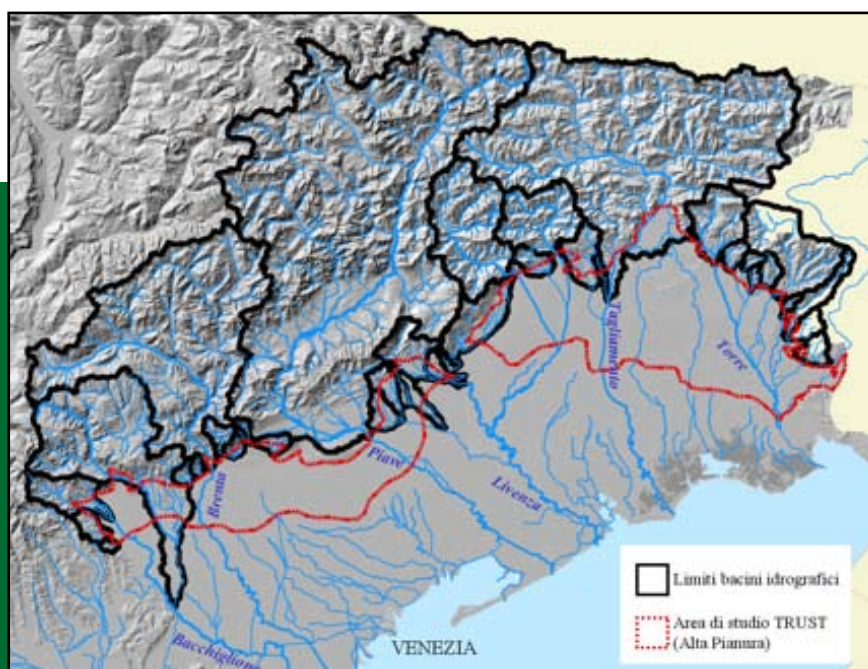 Tagliamento
Torre
Piave
Brenta
Livenza
Bacchiglione
VENEZIA
Limiti bacini idrografici
Area di studio TRUST
(Alta Pianura)